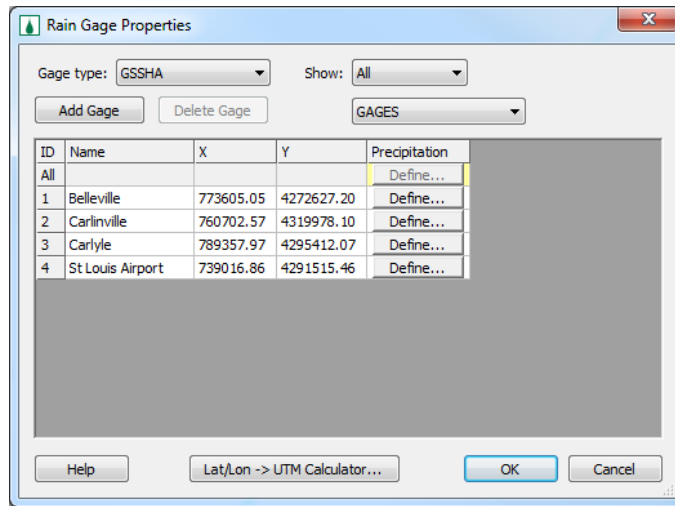 Rain Gage Properties
x
Gage type: GSSHA Show: All
Add Gage Delete Gage GAGES
ID Name X Y Precipitation
All Define...
1 Belleville 773605.05 4272627.20 Define...
2 Carlinville 760702.57 4319978.10 Define...
3 Carlyle 789357.97 4295412.07 Define...
4 St Louis Airport 739016.86 4291515.46 Define...
Help Lat/Lon -> UTM Calculator... OK Cancel